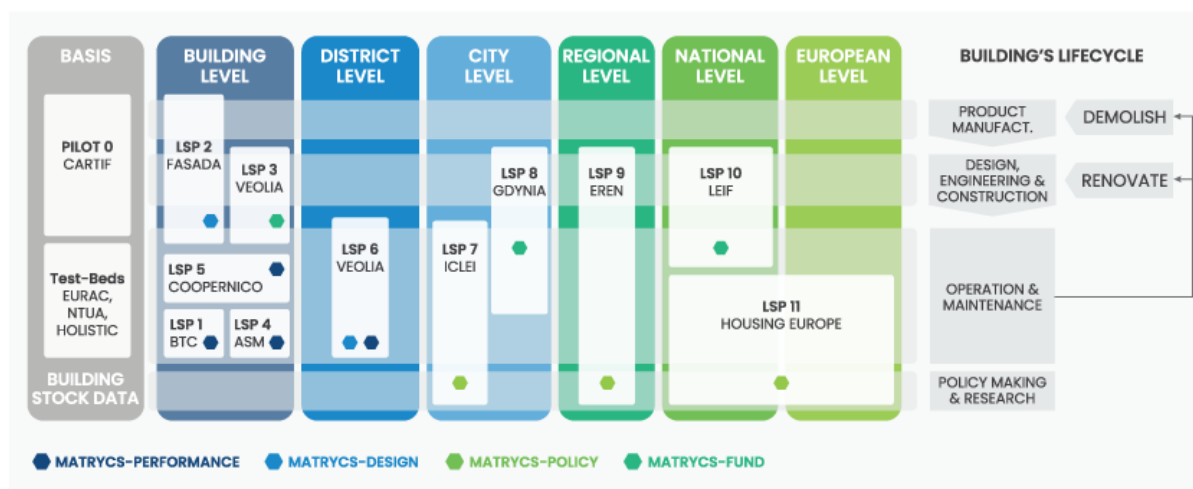 BASIS
PILOT 0
CARTIF
Test-Beds
EURAC,
NTUA,
HOLISTIC
BUILDING
STOCK DATA
BUILDING
LEVEL
LSP 2
FASADA
LSP 3
VEOLIA
LSP 5
COOPERNICO
LSP 1
BTC
LSP 4
ASM
DISTRICT
LEVEL
LSP 6
VEOLIA
CITY
LEVEL
LSP 8
GDYNIA
LSP 7
ICLEI
REGIONAL
LEVEL
LSP 9
EREN
NATIONAL
LEVEL
LSP 10
LEIF
EUROPEAN
LEVEL
LSP 11
HOUSING EUROPE
BUILDING'S LIFECYCLE
PRODUCT
MANUFACT.
DEMOLISH
DESIGN,
ENGINEERING &
CONSTRUCTION
RENOVATE
OPERATION &
MAINTENANCE
POLICY MAKING
& RESEARCH
MATRYCS-PERFORMANCE
MATRYCS-DESIGN
MATRYCS-POLICY
MATRYCS-FUND